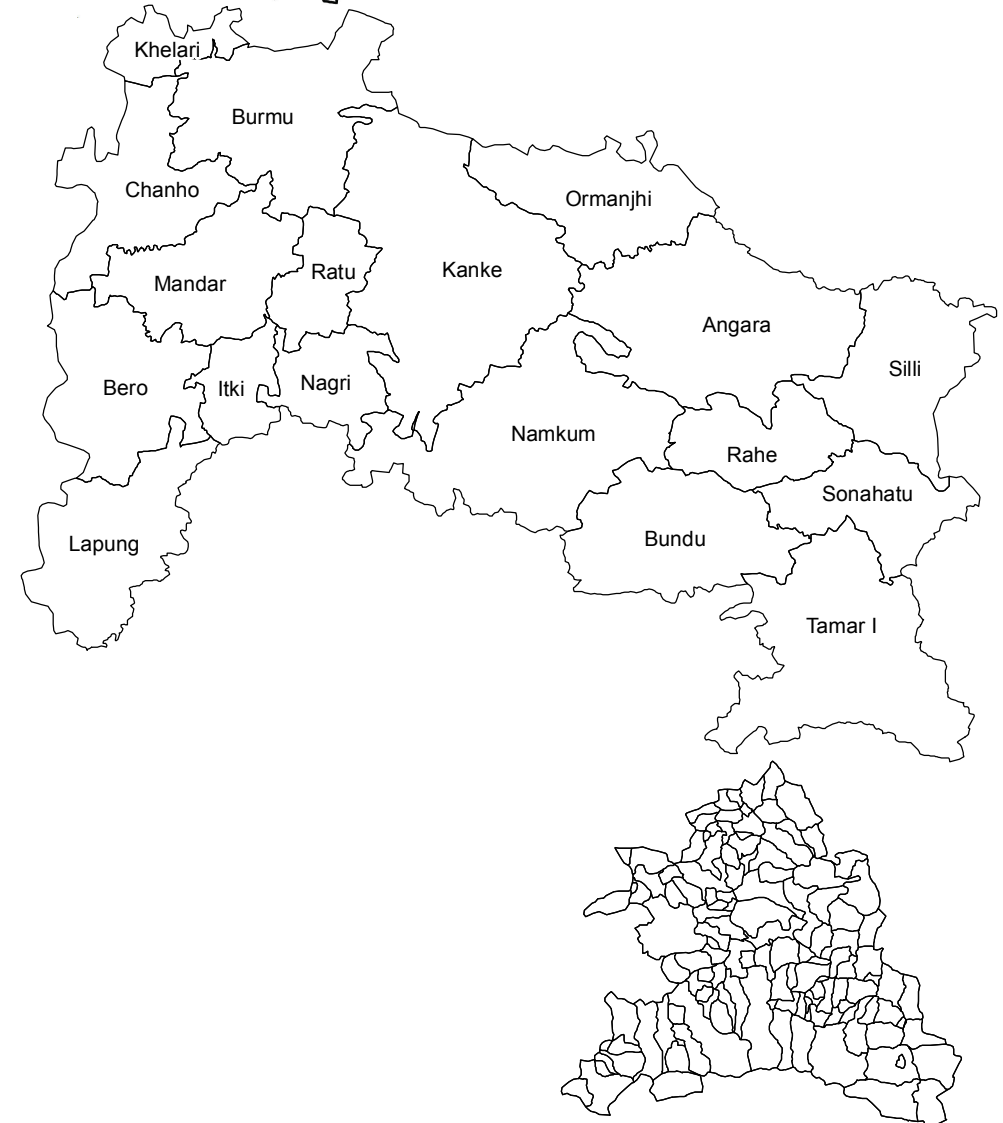 Khelari
Burmu
Chanho
Ormanjhi
Kanke
Ratu
Mandar
Angara
Silli
Bero
Itki
Nagri
Namkum
Rahe
Sonahatu
Bundu
Lapung
Tamar I